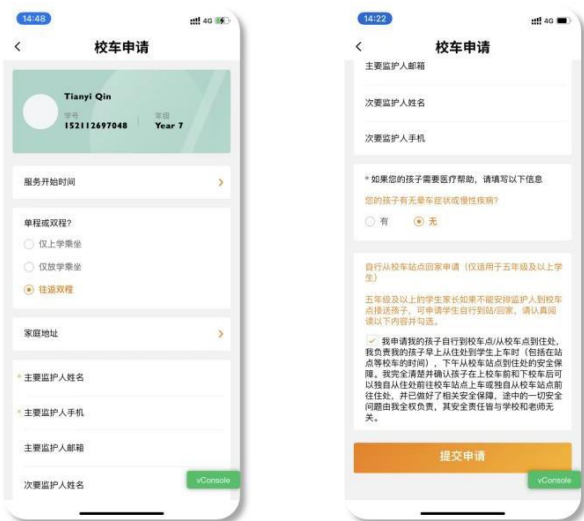 14:48
4G
校车申请
Tianyi Qin
学号
年级
152112697048
Year 7
服务开始时间
单程或双程?
仅上学乘坐
仅放学乘坐
往返双程
家庭地址
* 主要监护人姓名
* 主要监护人手机
主要监护人邮箱
次要监护人姓名
vConsole
14:22
4G
校车申请
主要监护人邮箱
次要监护人姓名
次要监护人手机
* 如果您的孩子需要医疗帮助，请填写以下信息
您的孩子有无晕车症状或慢性疾病?
有
无
自行从校车站点回家申请（仅适用于五年级及以上学
生）
五年级及以上的学生家长如果不能安排监护人到校车
点接送孩子，可申请学生自行到站/回家，请认真阅
读以下内容并勾选。
我申请我的孩子自行到校车点/从校车点到住处，
我负责我的孩子早上从住处到学生上车时（包括在站
点等校车的时间），下午从校车站点到住处的安全保
障。我完全清楚并确认孩子在上校车前和下校车后可
以独自从住处前往校车站点上车或独自从校车站点前
往住处，并已做好了相关安全保障，途中的一切安全
问题由我全权负责，其安全责任皆与学校和老师无
关。
提交申请
vConsole